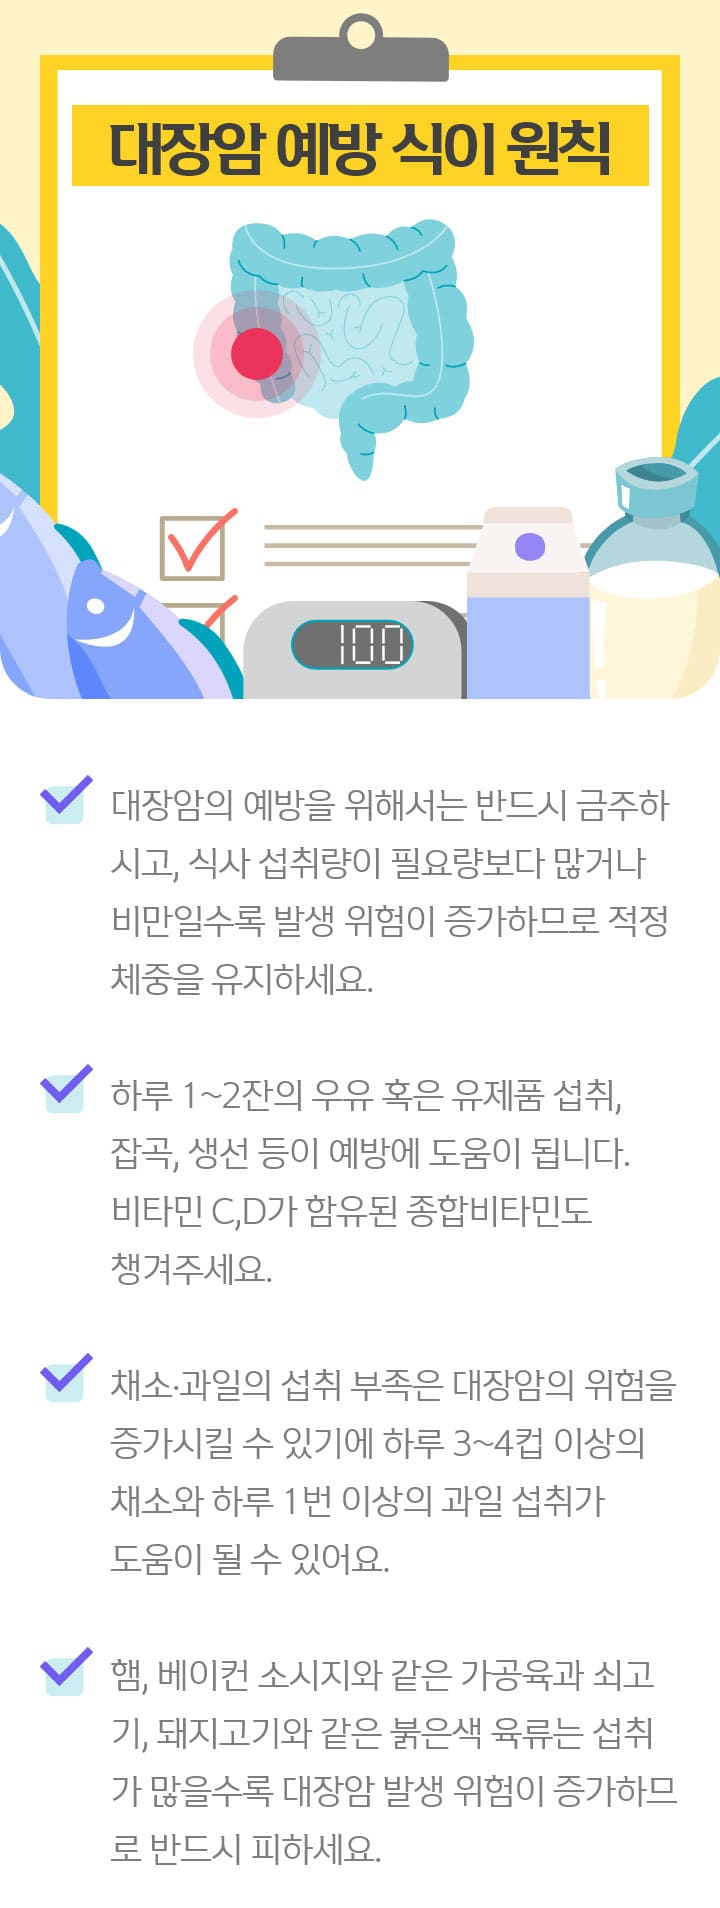 대장암 예방 식이 원칙
100
대장암의 예방을 위해서는 반드시 금주하
시고, 식사 섭취량이 필요량보다 많거나
비만일수록 발생 위험이 증가하므로 적정
체중을 유지하세요.
하루 1~2잔의 우유 혹은 유제품 섭취,
잡곡, 생선 등이 예방에 도움이 됩니다.
비타민 C,D가 함유된 종합비타민도
챙겨주세요.
채소·과일의 섭취 부족은 대장암의 위험을
증가시킬 수 있기에 하루 3~4컵 이상의
채소와 하루 1번 이상의 과일 섭취가
도움이 될 수 있어요.
햄, 베이컨 소시지와 같은 가공육과 쇠고
기, 돼지고기와 같은 붉은색 육류는 섭취
가 많을수록 대장암 발생 위험이 증가하므
로 반드시 피하세요.